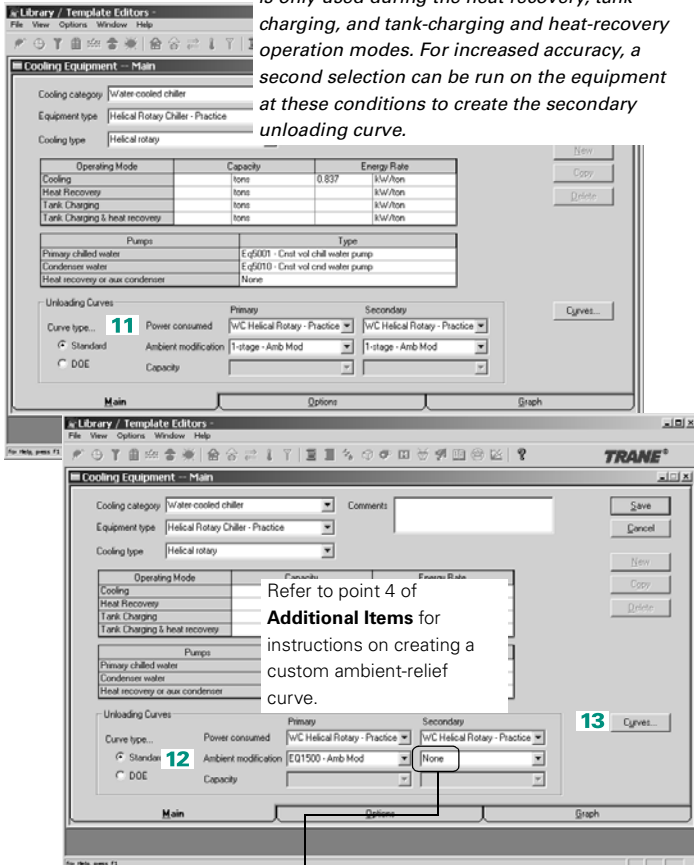 is only used during the heat recovery, tank-
charging, and tank-charging and heat-recovery
operation modes. For increased accuracy, a
second selection can be run on the equipment
at these conditions to create the secondary
unloading curve.
Library / Template Editors -
File View Options Window Help
Cooling Equipment -- Main
Cooling category Water-cooled chiller
Equipment type Helical Rotary Chiller - Practice
Cooling type Helical rotary
New
Copy
Delete
Operating Mode Capacity Energy Rate
Cooling tons 0.837 kW/ton
Heat Recovery tons kW/ton
Tank Charging tons kW/ton
Tank Charging & heat recovery tons kW/ton
Pumps Type
Primary chilled water Eq5001 - Cnst vol chill water pump
Condenser water Eq5010 - Cnst vol cnd water pump
Heat recovery or aux condenser None
Unloading Curves
Primary Secondary
Curve type... 11 Power consumed WC Helical Rotary - Practice WC Helical Rotary - Practice Curves...
Standard Ambient modification 1-stage - Amb Mod 1-stage - Amb Mod
DOE Capacity
Main Options Graph
For Help, press F1
Library / Template Editors -
File View Options Window Help
TRANE®
Cooling Equipment -- Main
Cooling category Water-cooled chiller Comments Save
Equipment type Helical Rotary Chiller - Practice Cancel
Cooling type Helical rotary
New
Copy
Delete
Operating Mode Capacity Energy Rate
Cooling
Heat Recovery
Tank Charging
Tank Charging & heat recovery
Refer to point 4 of
Additional Items for
instructions on creating a
custom ambient-relief
curve.
Pumps
Primary chilled water
Condenser water
Heat recovery or aux condenser
Unloading Curves
Primary Secondary 13 Curves...
Curve type... Power consumed WC Helical Rotary - Practice WC Helical Rotary - Practice
Standard 12 Ambient modification EQ1500 - Amb Mod None
DOE Capacity
Main Options Graph
For Help, press F1